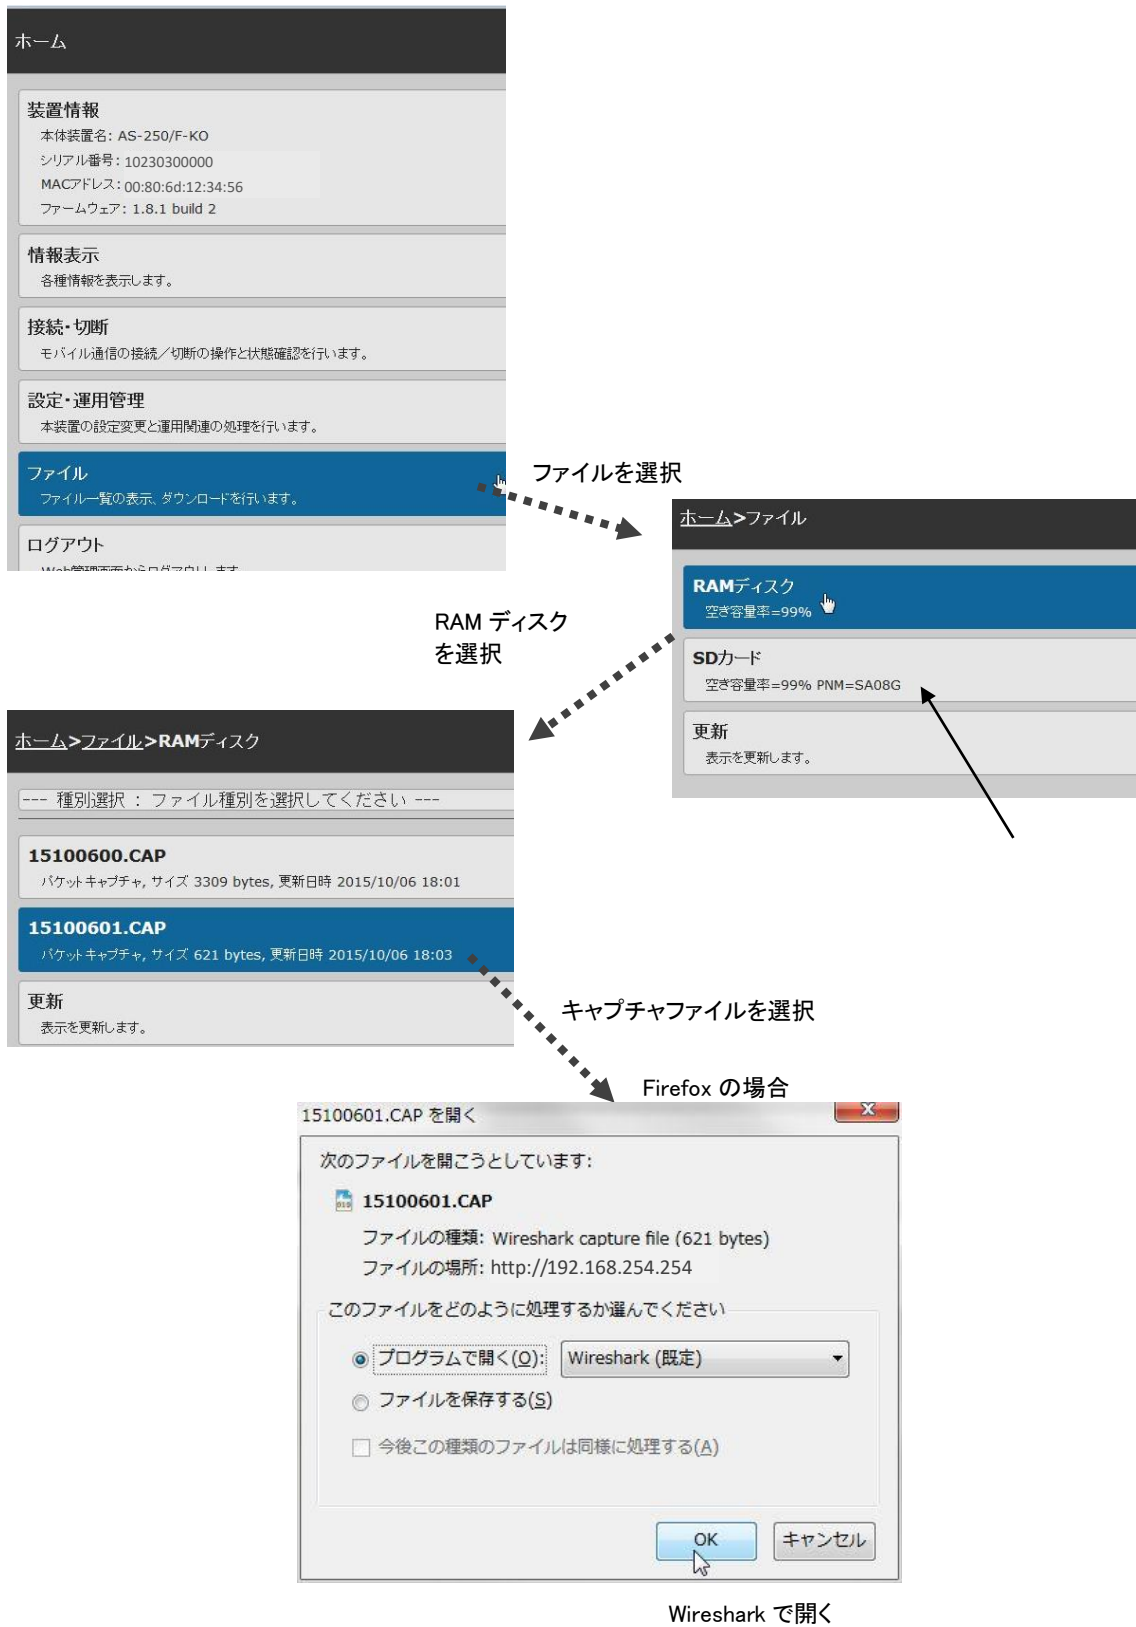 ホーム
装置情報
本体装置名: AS-250/F-KO
シリアル番号: 10230300000
MACアドレス: 00:80:6d:12:34:56
ファームウェア: 1.8.1 build 2
情報表示
各種情報を表示します。
接続・切断
モバイル通信の接続／切断の操作と状態確認を行います。
設定・運用管理
本装置の設定変更と運用関連の処理を行います。
ファイル
ファイル一覧の表示、ダウンロードを行います。
ログアウト
Web管理画面からログアウトします
ファイルを選択
ホーム>ファイル
RAMディスク
空き容量率=99%
SDカード
空き容量率=99% PNM=SA08G
更新
表示を更新します。
RAM ディスク
を選択
ホーム>ファイル>RAMディスク
--- 種別選択 : ファイル種別を選択してください ---
15100600.CAP
パケットキャプチャ, サイズ 3309 bytes, 更新日時 2015/10/06 18:01
15100601.CAP
パケットキャプチャ, サイズ 621 bytes, 更新日時 2015/10/06 18:03
更新
表示を更新します。
キャプチャファイルを選択
Firefox の場合
15100601.CAP を開く
次のファイルを開こうとしています:
15100601.CAP
ファイルの種類: Wireshark capture file (621 bytes)
ファイルの場所: http://192.168.254.254
このファイルをどのように処理するか選んでください
プログラムで開く(O): Wireshark (既定)
ファイルを保存する(S)
今後この種類のファイルは同様に処理する(A)
OK キャンセル
Wireshark で開く